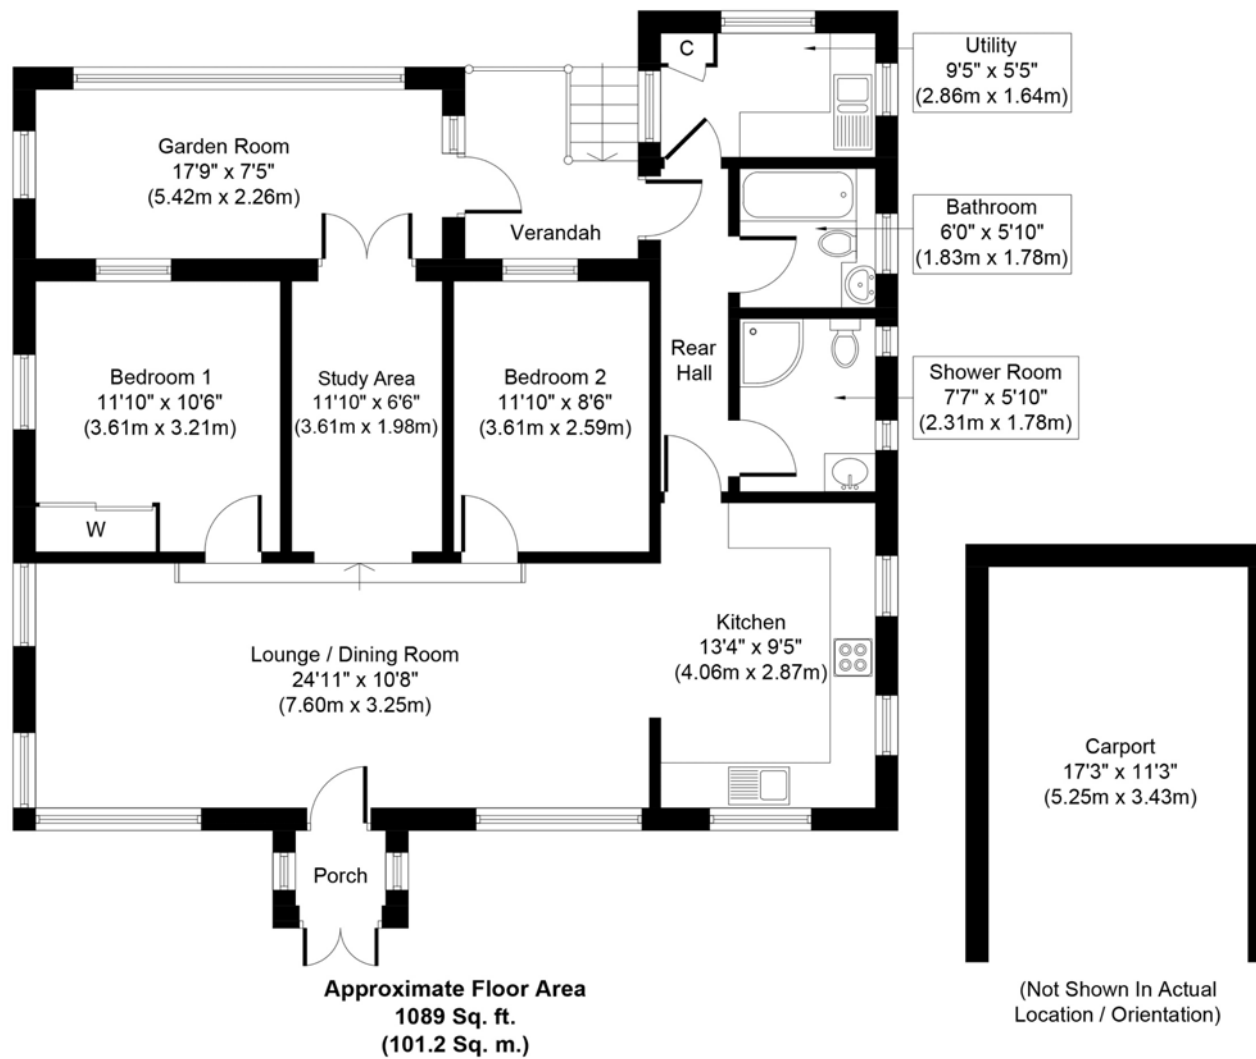 C
Utility
9'5" x 5'5"
(2.86m x 1.64m)
Garden Room
17'9" x 7'5"
(5.42m x 2.26m)
Verandah
Bathroom
6'0" x 5'10"
(1.83m x 1.78m)
Bedroom 1
11'10" x 10'6"
(3.61m x 3.21m)
Study Area
11'10" x 6'6"
(3.61m x 1.98m)
Bedroom 2
11'10" x 8'6"
(3.61m x 2.59m)
Rear
Hall
Shower Room
7'7" x 5'10"
(2.31m x 1.78m)
W
Lounge / Dining Room
24'11" x 10'8"
(7.60m x 3.25m)
Kitchen
13'4" x 9'5"
(4.06m x 2.87m)
Carport
17'3" x 11'3"
(5.25m x 3.43m)
Porch
Approximate Floor Area
1089 Sq. ft.
(101.2 Sq. m.)
(Not Shown In Actual
Location / Orientation)